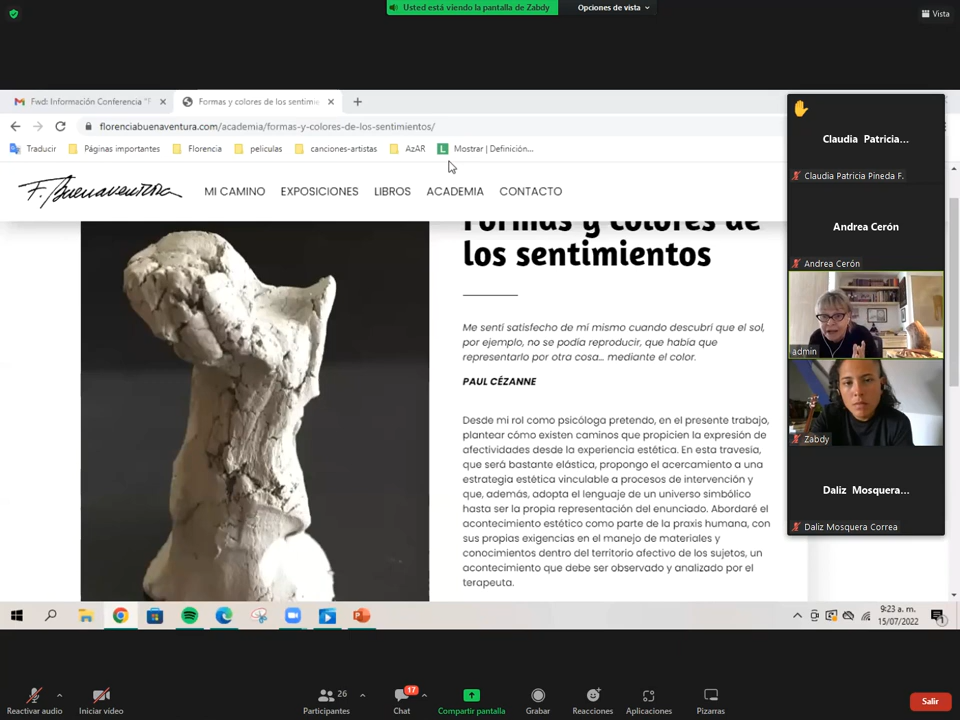 Usted está viendo la pantalla de Zabdy
Opciones de vista
Vista
Fwd: Información Conferencia "F
Formas y colores de los sentimie
florenciabuenaventura.com/academia/formas-y-colores-de-los-sentimientos/
Traducir
Páginas importantes
Florencia
peliculas
canciones-artistas
AzAR
L
Mostrar | Definición...
F. Buenaventura
MI CAMINO
EXPOSICIONES
LIBROS
ACADEMIA
CONTACTO
Formas y colores de
los sentimientos
Me sentí satisfecho de mi mismo cuando descubrí que el sol,
por ejemplo, no se podía reproducir, que había que
representarlo por otra cosa... mediante el color.
PAUL CÉZANNE
Desde mi rol como psicóloga pretendo, en el presente trabajo,
plantear cómo existen caminos que propicien la expresión de
afectividades desde la experiencia estética. En esta travesía,
que será bastante elástica, propongo el acercamiento a una
estrategia estética vinculable a procesos de intervención y
que, además, adopta el lenguaje de un universo simbólico
hasta ser la propia representación del enunciado. Abordaré el
acontecimiento estético como parte de la praxis humana, con
sus propias exigencias en el manejo de materiales y
conocimientos dentro del territorio afectivo de los sujetos, un
acontecimiento que debe ser observado y analizado por el
terapeuta.
Claudia Patricia...
Claudia Patricia Pineda F.
Andrea Cerón
Andrea Cerón
admin
Zabdy
Daliz Mosquera...
Daliz Mosquera Correa
9:23 a. m.
15/07/2022
1
Reactivar audio
Iniciar video
26
Participantes
17
Chat
Compartir pantalla
Grabar
Reacciones
Aplicaciones
Pizarras
Salir